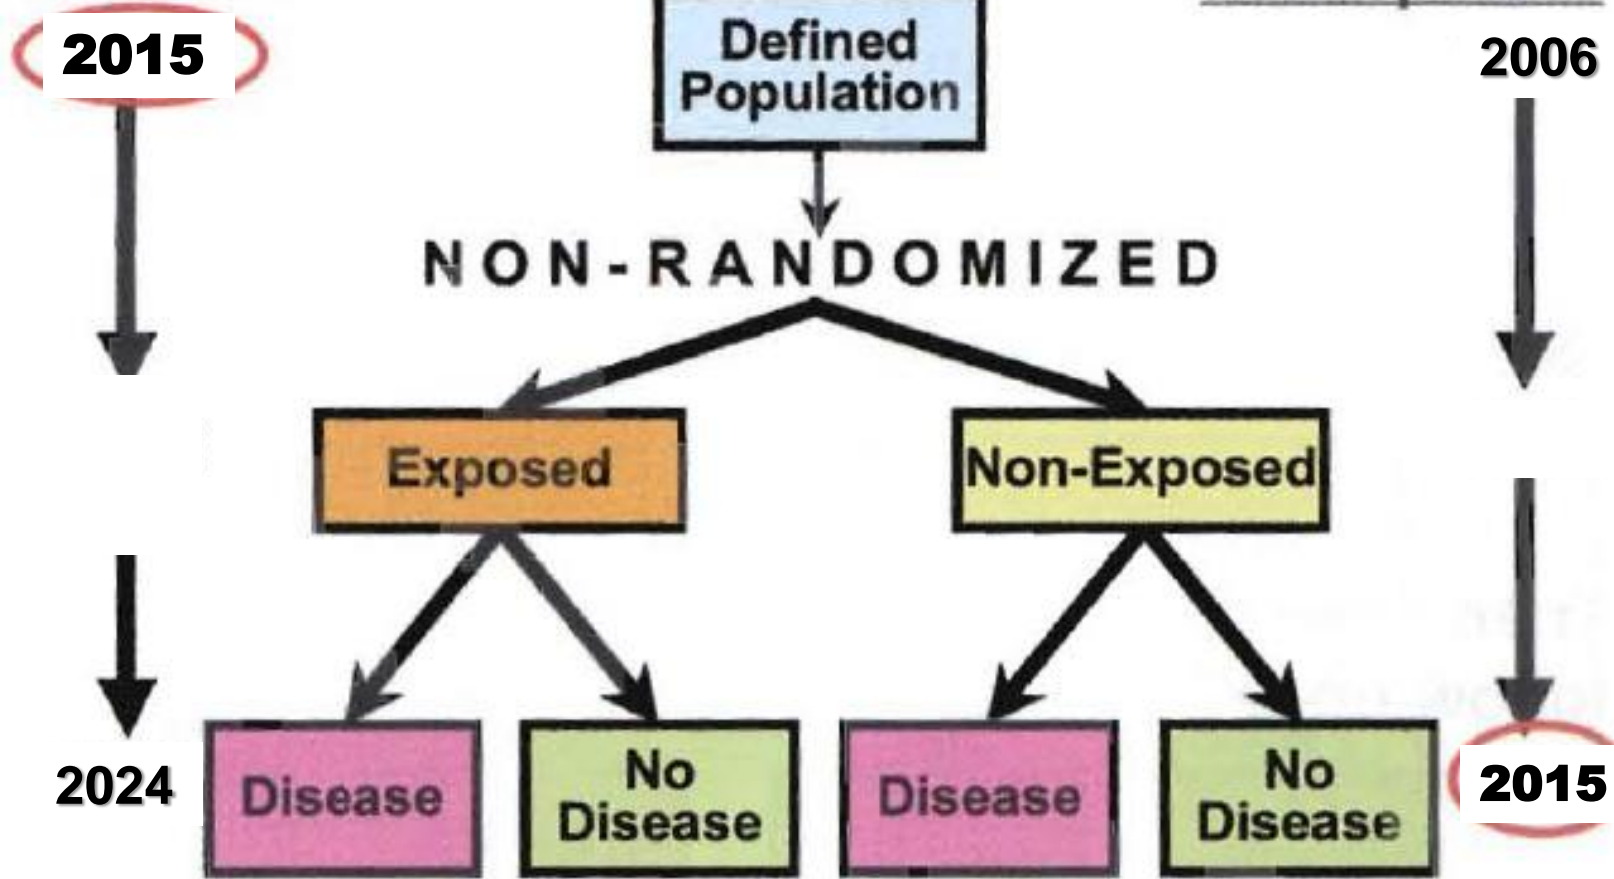 2015
Defined
Population
2006
NON-RANDOMIZED
Exposed
Non-Exposed
2024
Disease
No
Disease
Disease
No
Disease
2015